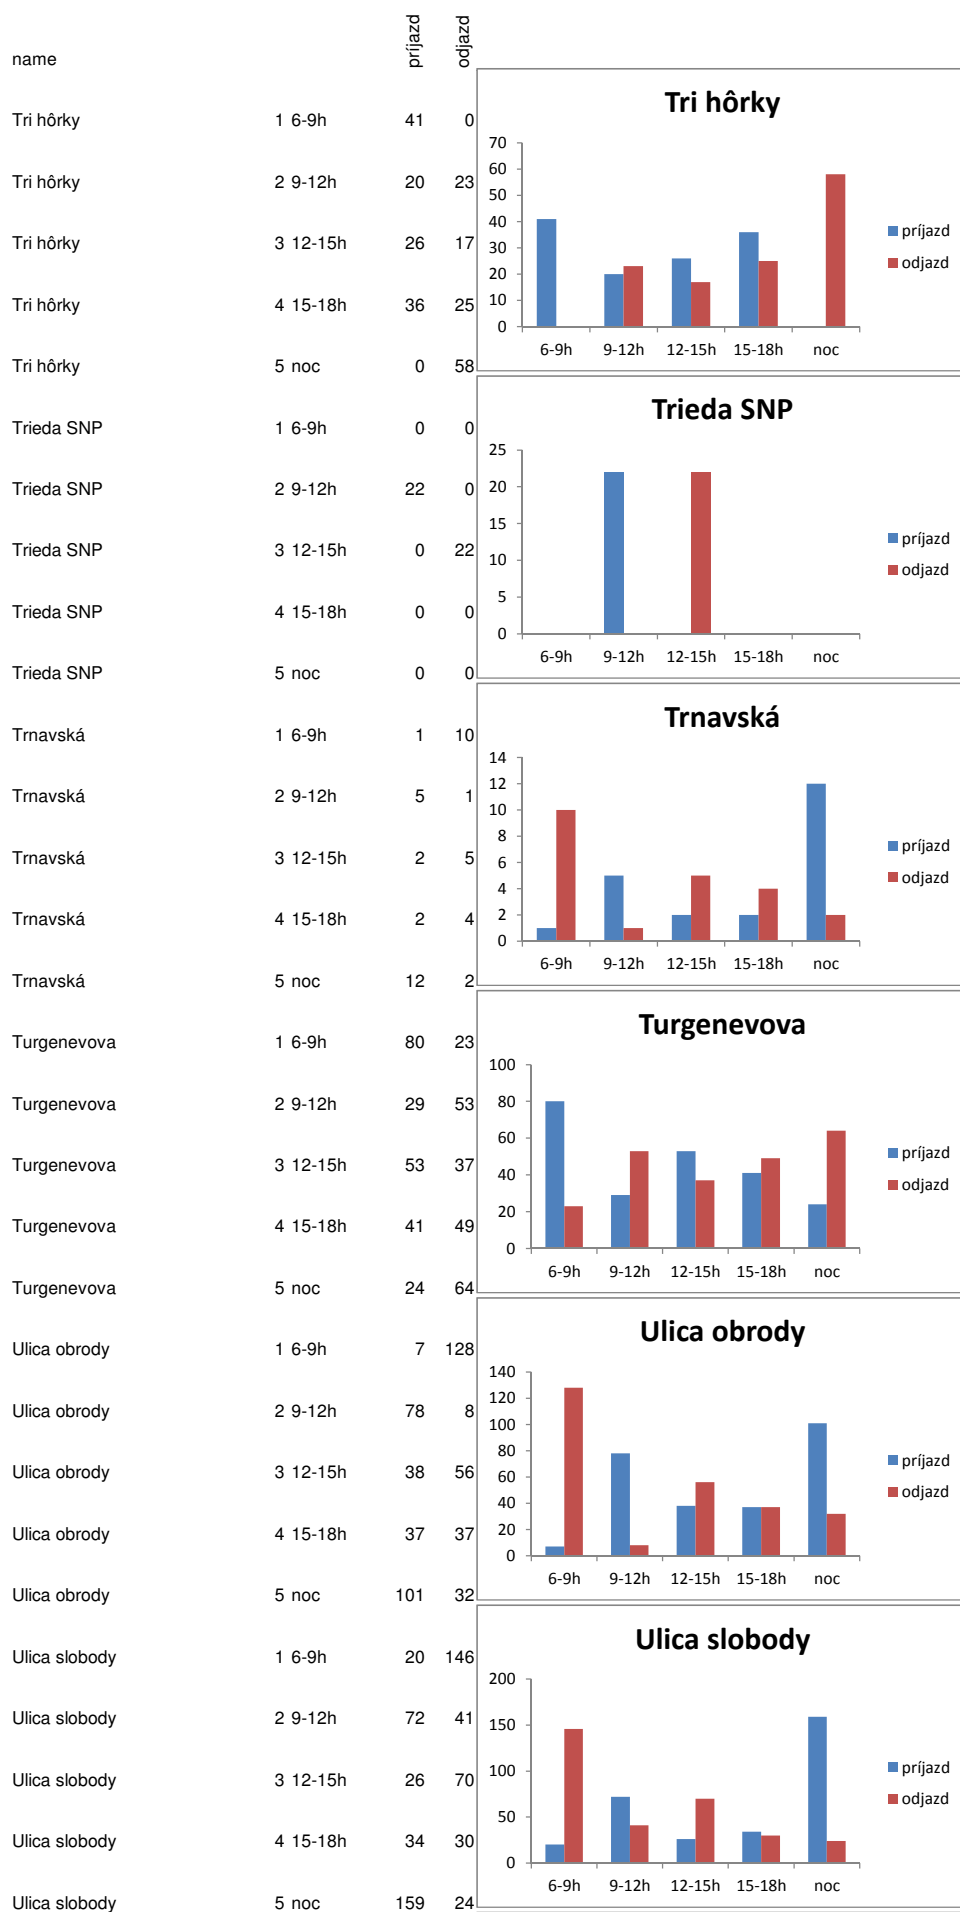 name príjazd odjazd
Tri hôrky 1 6-9h 41 0
Tri hôrky 2 9-12h 20 23
Tri hôrky 3 12-15h 26 17
Tri hôrky 4 15-18h 36 25
Tri hôrky 5 noc 0 58
Tri hôrky
70
60
50
40
30
20
10
0
6-9h 9-12h 12-15h 15-18h noc
príjazd
odjazd
Trieda SNP 1 6-9h 0 0
Trieda SNP 2 9-12h 22 0
Trieda SNP 3 12-15h 0 22
Trieda SNP 4 15-18h 0 0
Trieda SNP 5 noc 0 0
Trieda SNP
25
20
15
10
5
0
6-9h 9-12h 12-15h 15-18h noc
príjazd
odjazd
Trnavská 1 6-9h 1 10
Trnavská 2 9-12h 5 1
Trnavská 3 12-15h 2 5
Trnavská 4 15-18h 2 4
Trnavská 5 noc 12 2
Trnavská
14
12
10
8
6
4
2
0
6-9h 9-12h 12-15h 15-18h noc
príjazd
odjazd
Turgenevova 1 6-9h 80 23
Turgenevova 2 9-12h 29 53
Turgenevova 3 12-15h 53 37
Turgenevova 4 15-18h 41 49
Turgenevova 5 noc 24 64
Turgenevova
100
80
60
40
20
0
6-9h 9-12h 12-15h 15-18h noc
príjazd
odjazd
Ulica obrody 1 6-9h 7 128
Ulica obrody 2 9-12h 78 8
Ulica obrody 3 12-15h 38 56
Ulica obrody 4 15-18h 37 37
Ulica obrody 5 noc 101 32
Ulica obrody
140
120
100
80
60
40
20
0
6-9h 9-12h 12-15h 15-18h noc
príjazd
odjazd
Ulica slobody 1 6-9h 20 146
Ulica slobody 2 9-12h 72 41
Ulica slobody 3 12-15h 26 70
Ulica slobody 4 15-18h 34 30
Ulica slobody 5 noc 159 24
Ulica slobody
200
150
100
50
0
6-9h 9-12h 12-15h 15-18h noc
príjazd
odjazd